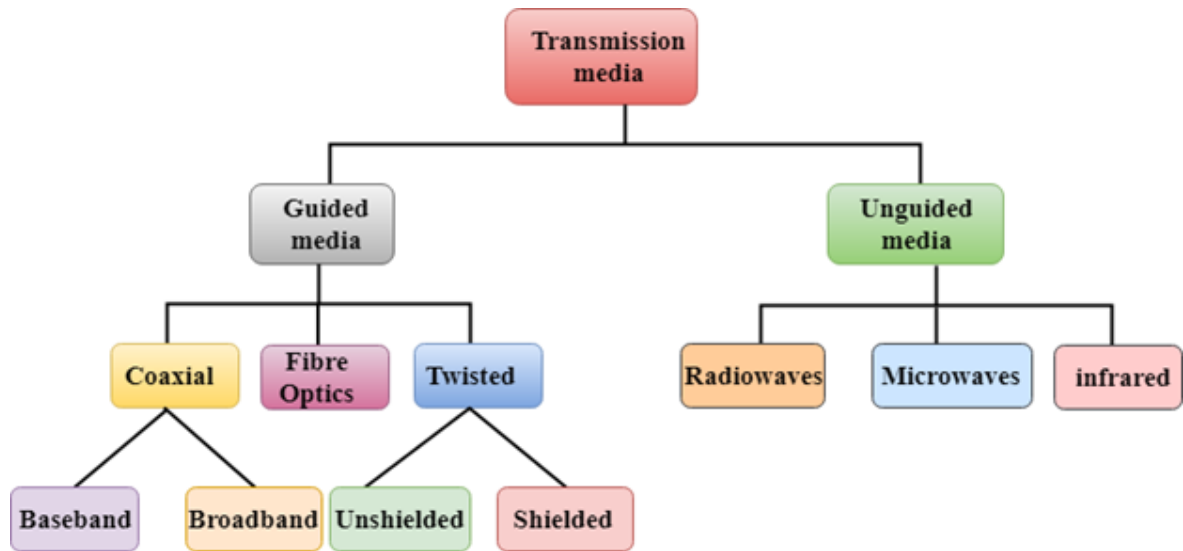 Transmission
media
Guided
media
Unguided
media
Coaxial
Fibre
Optics
Twisted
Radiowaves
Microwaves
infrared
Baseband
Broadband
Unshielded
Shielded